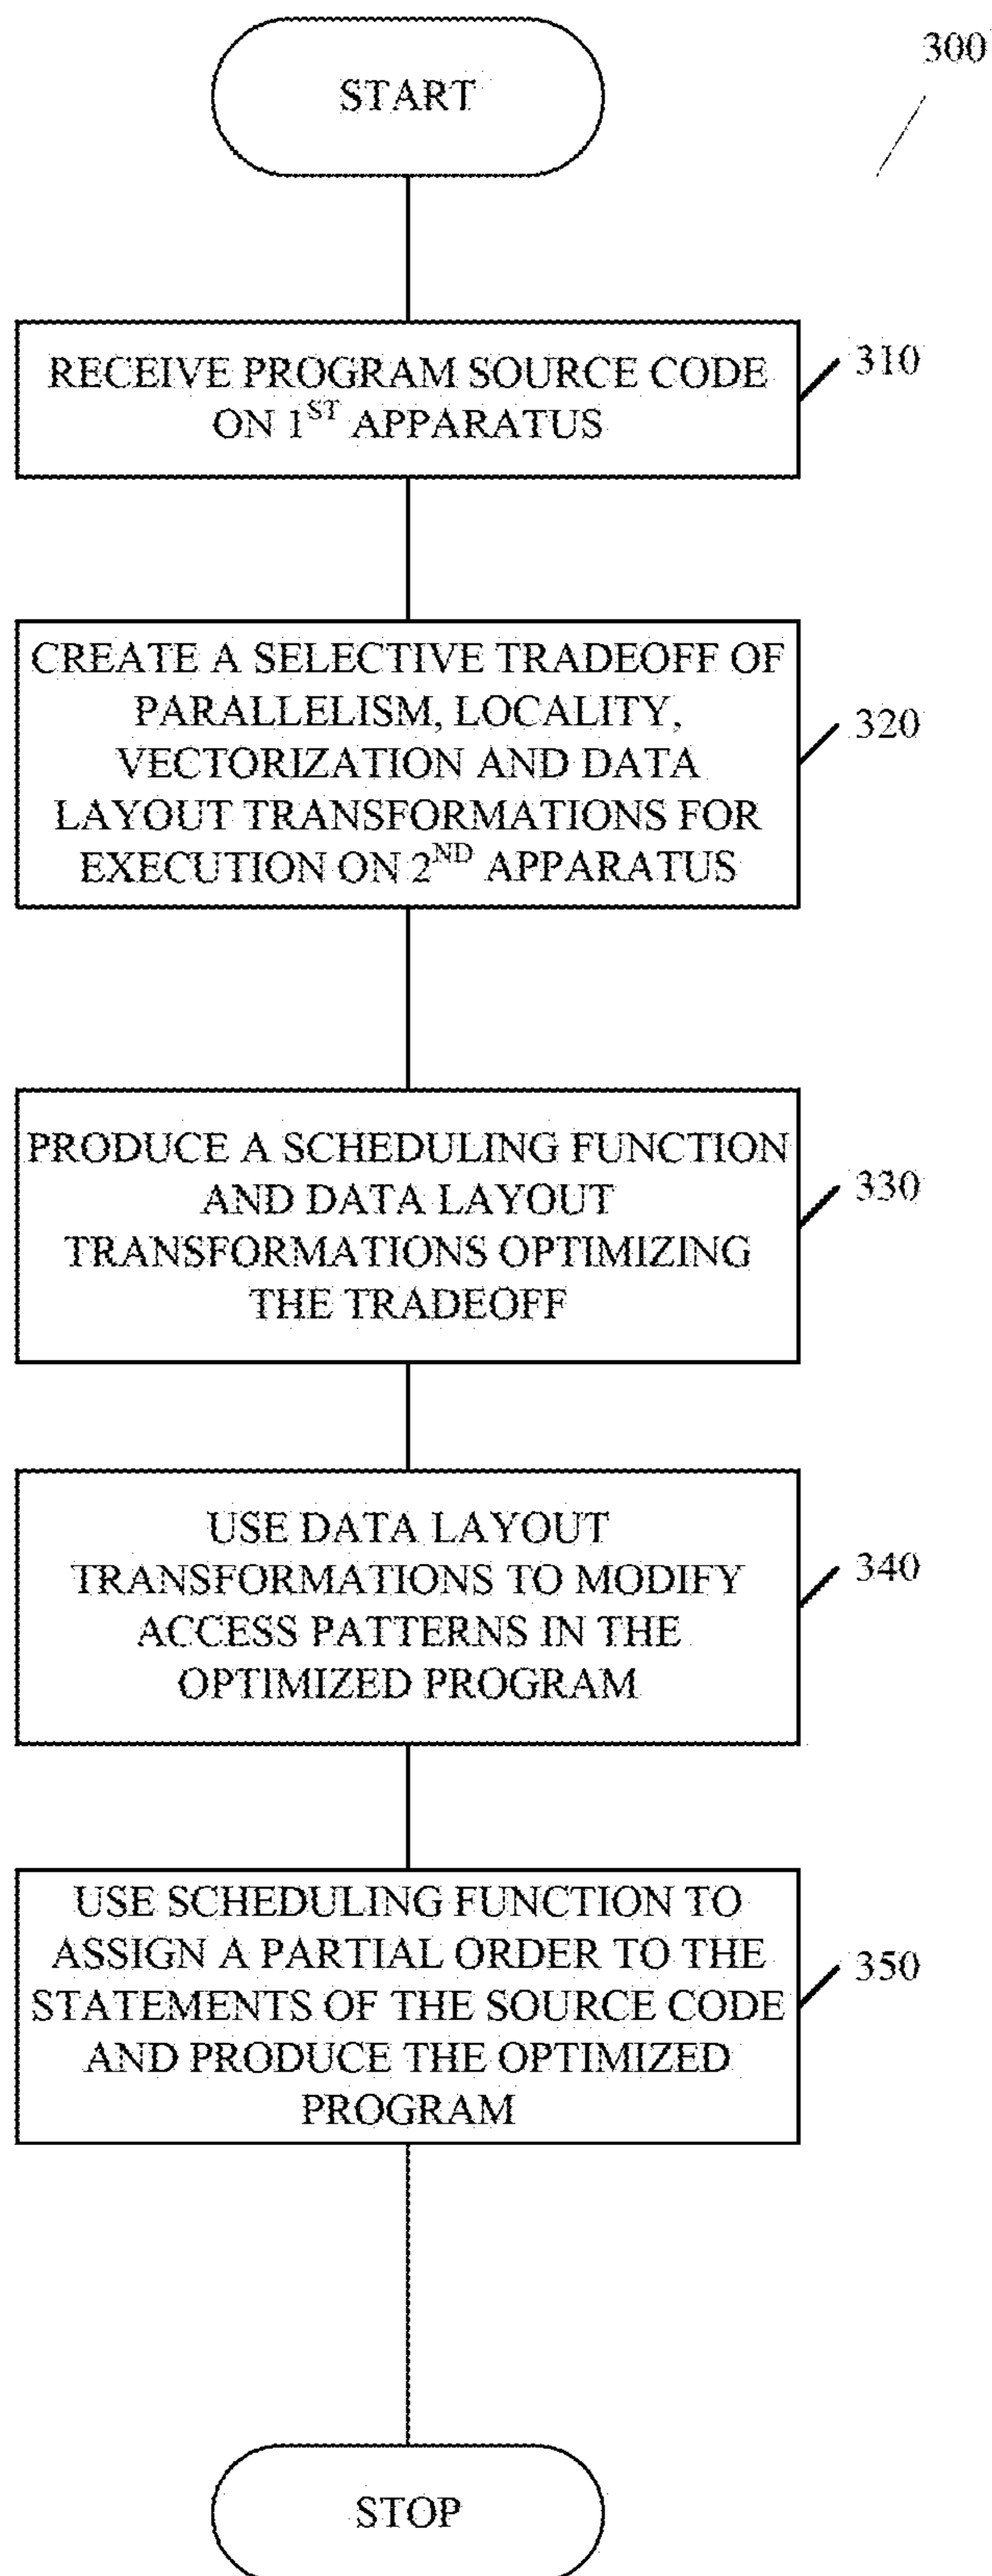 300
START
RECEIVE PROGRAM SOURCE CODE
ON 1ST APPARATUS
310
CREATE A SELECTIVE TRADEOFF OF
PARALLELISM, LOCALITY,
VECTORIZATION AND DATA
LAYOUT TRANSFORMATIONS FOR
EXECUTION ON 2ND APPARATUS
320
PRODUCE A SCHEDULING FUNCTION
AND DATA LAYOUT
TRANSFORMATIONS OPTIMIZING
THE TRADEOFF
330
USE DATA LAYOUT
TRANSFORMATIONS TO MODIFY
ACCESS PATTERNS IN THE
OPTIMIZED PROGRAM
340
USE SCHEDULING FUNCTION TO
ASSIGN A PARTIAL ORDER TO THE
STATEMENTS OF THE SOURCE CODE
AND PRODUCE THE OPTIMIZED
PROGRAM
350
STOP